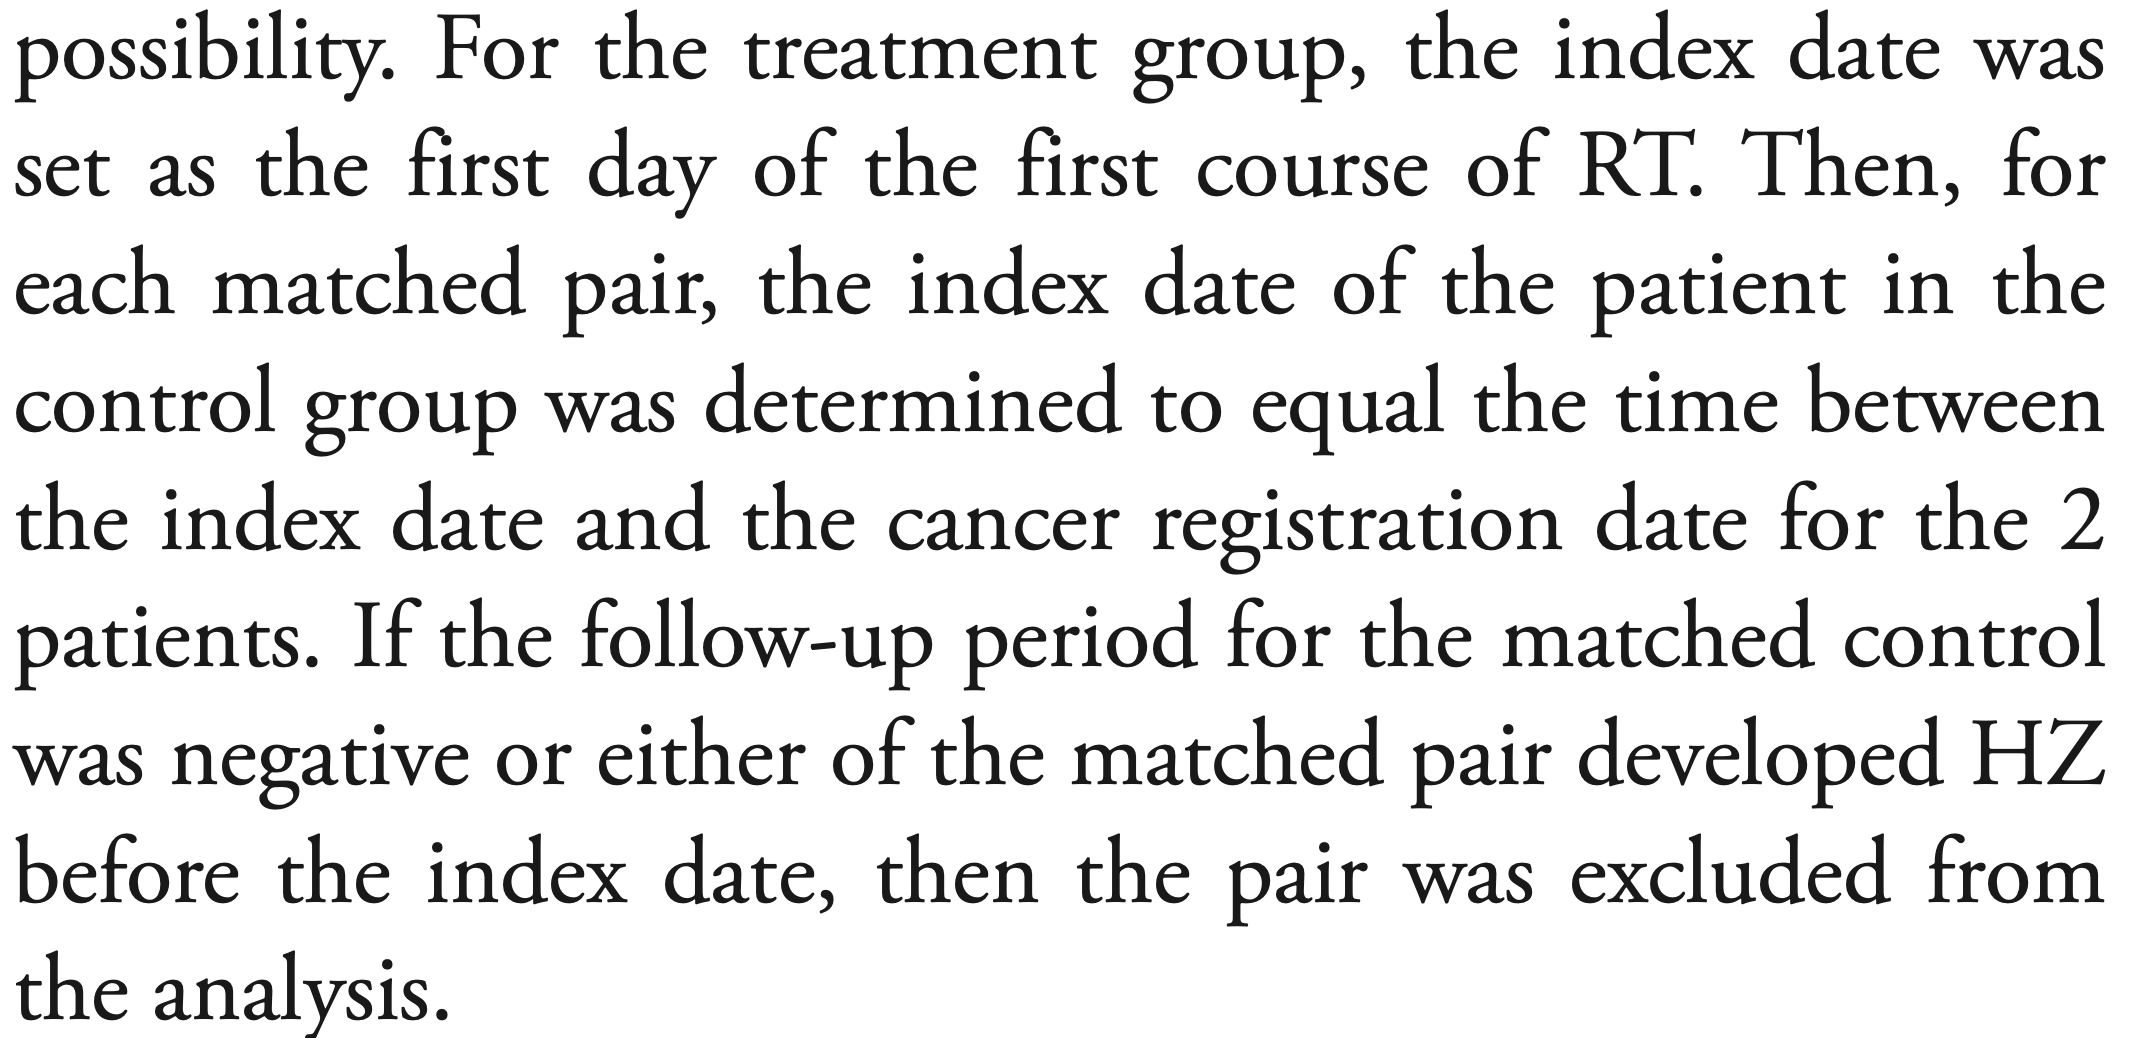 possibility. For the treatment group, the index date was
set as the first day of the first course of RT. Then, for
each matched pair, the index date of the patient in the
control group was determined to equal the time between
the index date and the cancer registration date for the 2
patients. If the follow-up period for the matched control
was negative or either of the matched pair developed HZ
before the index date, then the pair was excluded from
the analysis.